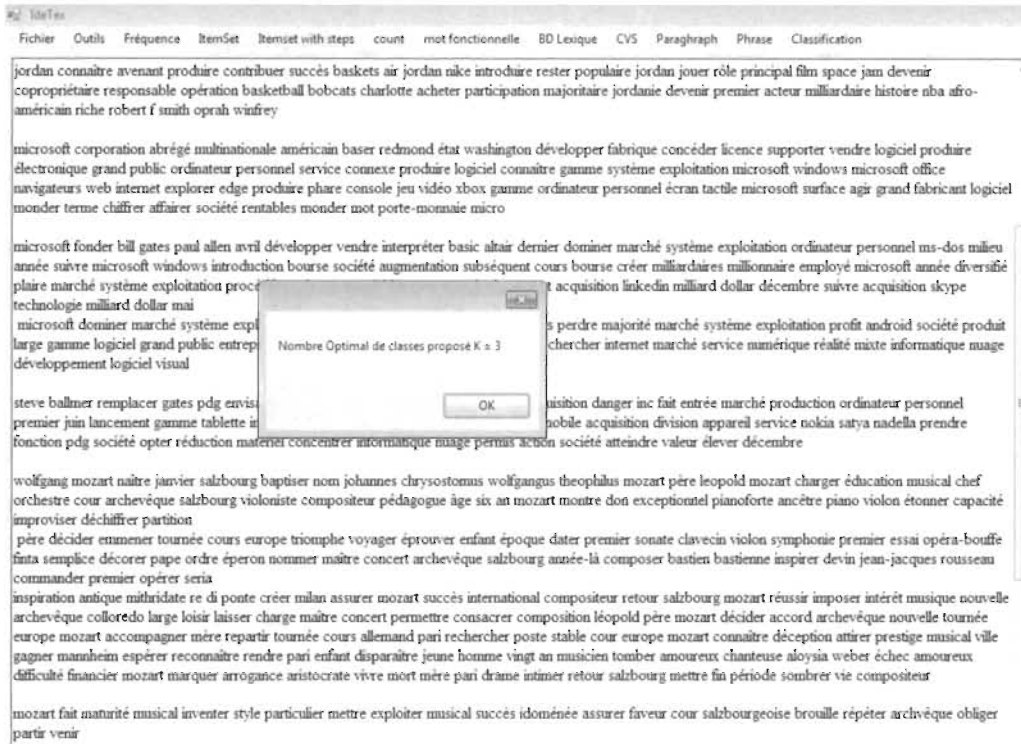 IdeTex
Fichier Outils Fréquence ItemSet Itemset with steps count mot fonctionnelle BD Lexique CVS Paraghraph Phrase Classification
jordan connaître avenant produire contribuer succès baskets air jordan nike introduire rester populaire jordan jouer rôle principal film space jam devenir
copropriétaire responsable opération basketball bobcats charlotte acheter participation majoritaire jordanie devenir premier acteur milliardaire histoire nba afro-
américain riche robert f smith oprah winfrey
microsoft corporation abrégé multinationale américain baser redmond état washington développer fabrique concéder licence supporter vendre logiciel produire
électronique grand public ordinateur personnel service connexe produire logiciel connaître gamme système exploitation microsoft windows microsoft office
navigateurs web internet explorer edge produire phare console jeu vidéo xbox gamme ordinateur personnel écran tactile microsoft surface agir grand fabricant logiciel
monder terme chiffrer affairer société rentables monder mot porte-monnaie micro
microsoft fonder bill gates paul allen avril développer vendre interpréter basic altair dernier dominer marché système exploitation ordinateur personnel ms-dos milieu
année suivre microsoft windows introduction bourse société augmentation subséquent cours bourse créer milliardaires millionnaire employé microsoft année diversifié
plaire marché système exploitation procé acquisition linkedin milliard dollar décembre suivre acquisition skype
technologie milliard dollar mai
microsoft dominer marché système expl s perdre majorité marché système exploitation profit android société produit
large gamme logiciel grand public entrep chercher internet marché service numérique réalité mixte informatique nuage
développement logiciel visual
Nombre Optimal de classes proposé K = 3
OK
steve ballmer remplacer gates pdg envis uisition danger inc fait entrée marché production ordinateur personnel
premier juin lancement gamme tablette in nobile acquisition division appareil service nokia satya nadella prendre
fonction pdg société opter réduction matériel concentrer informatique nuage permis action société atteindre valeur élever décembre
wolfgang mozart naître janvier salzbourg baptiser nom johannes chrysostomus wolfgangus theophilus mozart père leopold mozart charger éducation musical chef
orchestre cour archevêque salzbourg violoniste compositeur pédagogue âge six an mozart montre don exceptionnel pianoforte ancêtre piano violon étonner capacité
improviser déchiffrer partition
père décider emmener tournée cours europe triomphe voyager éprouver enfant époque dater premier sonate clavecin violon symphonie premier essai opéra-bouffe
finta semplice décorer pape ordre éperon nommer maître concert archevêque salzbourg année-là composer bastien bastienne inspirer devin jean-jacques rousseau
commander premier opérer seria
inspiration antique mithridate re di ponte créer milan assurer mozart succès international compositeur retour salzbourg mozart réussir imposer intérêt musique nouvelle
archevêque colloredo large loisir laisser charge maître concert permettre consacrer composition léopold père mozart décider accord archevêque nouvelle tournée
europe mozart accompagner mère repartir tournée cours allemand pari rechercher poste stable cour europe mozart connaître déception attirer prestige musical ville
gagner mannheim espérer reconnaître rendre pari enfant disparaître jeune homme vingt an musicien tomber amoureux chanteuse aloysia weber échec amoureux
difficulté financier mozart marquer arrogance aristocrate vivre mort mère pari drame intimer retour salzbourg mettre fin période sombrer vie compositeur
mozart fait maturité musical inventer style particulier mettre exploiter musical succès idoménée assurer faveur cour salzbourgeoise brouille répéter archvêque obliger
partir venir